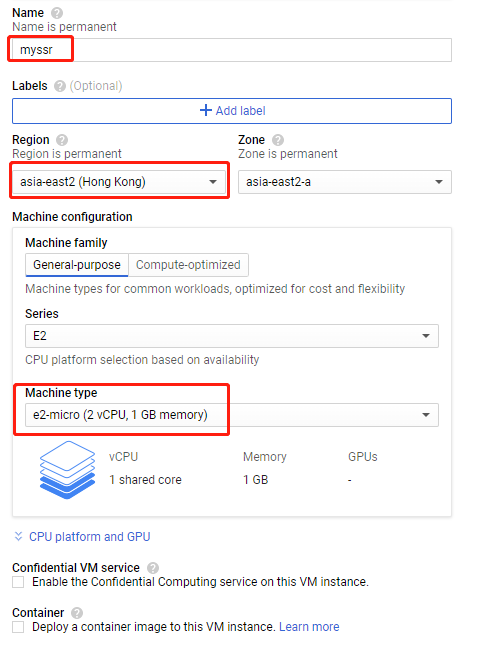 Name
Name is permanent
myssr
Labels (Optional)
Add label
Region Zone
Region is permanent Zone is permanent
asia-east2 (Hong Kong) asia-east2-a
Machine configuration
Machine family
General-purpose Compute-optimized
Machine types for common workloads, optimized for cost and flexibility
Series
E2
CPU platform selection based on availability
Machine type
e2-micro (2 vCPU, 1 GB memory)
vCPU Memory GPUs
1 shared core 1 GB -
CPU platform and GPU
Confidential VM service
Enable the Confidential Computing service on this VM instance.
Container
Deploy a container image to this VM instance. Learn more